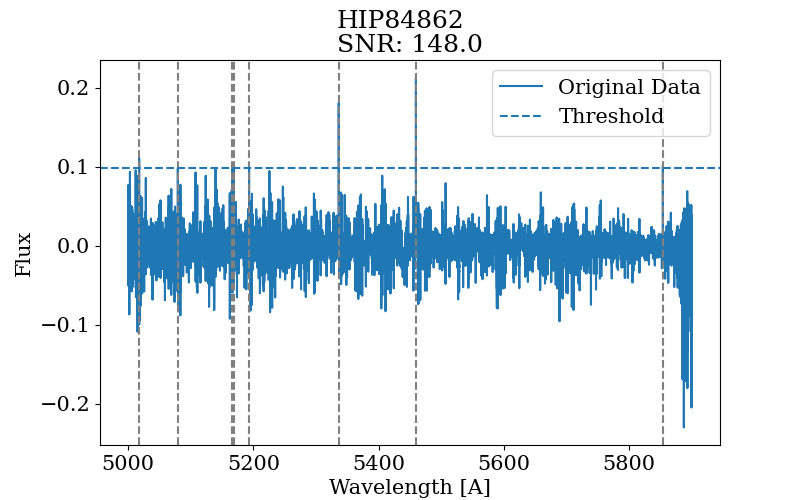 HIP84862
SNR: 148.0
Original Data
Threshold
Flux
0.2
0.1
0.0
−0.1
−0.2
5000
5200
5400
5600
5800
Wavelength [A]